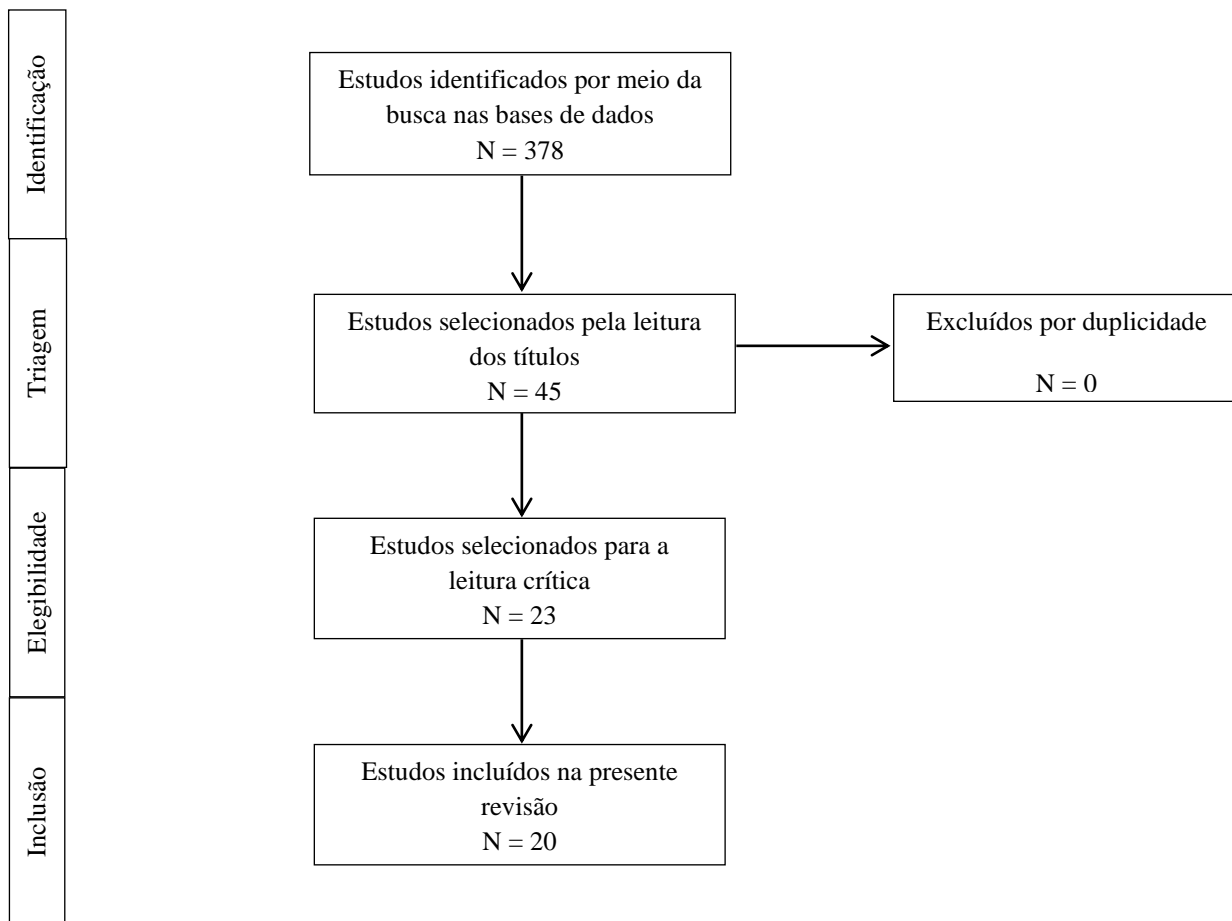 Identificação
Estudos identificados por meio da
busca nas bases de dados
N = 378
Triagem
Estudos selecionados pela leitura
dos títulos
N = 45
Excluídos por duplicidade
N = 0
Elegibilidade
Estudos selecionados para a
leitura crítica
N = 23
Inclusão
Estudos incluídos na presente
revisão
N = 20